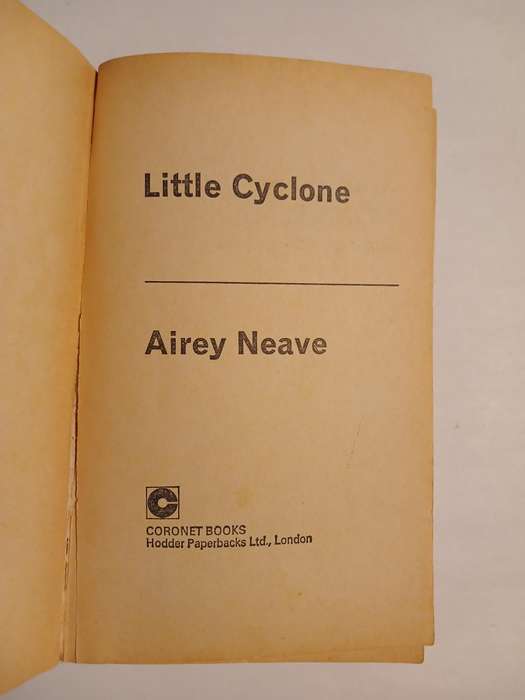 Little Cyclone
Airey Neave
CORONET BOOKS
Hodder Paperbacks Ltd., London